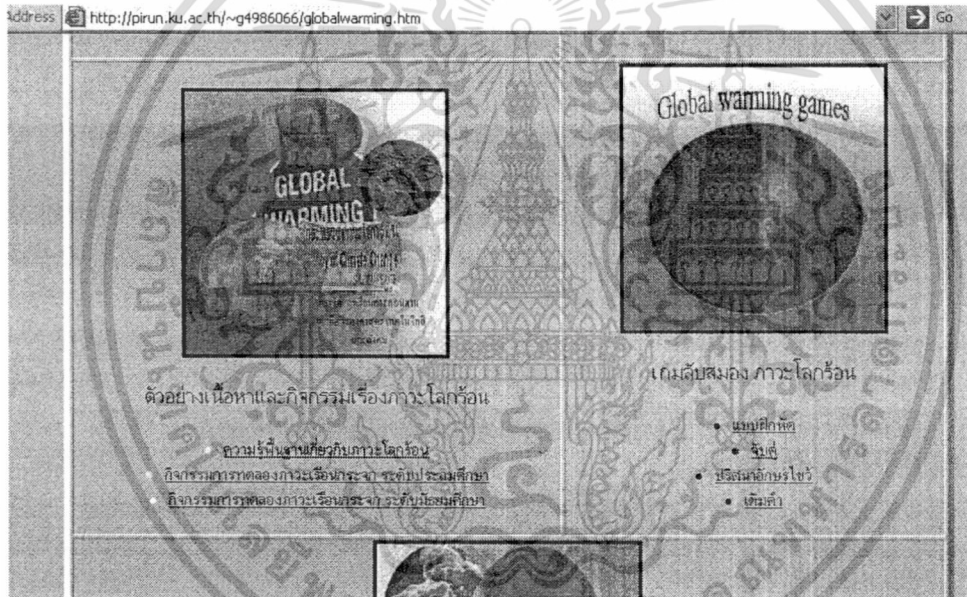 Address http://pirun.ku.ac.th/~g4986066/globalwarming.htm Go
GLOBAL
WARMING
Global warming games
ตัวอย่างเนื้อหาและกิจกรรมเรื่องภาวะโลกร้อน
ความรู้พื้นฐานเกี่ยวกับภาวะโลกร้อน
กิจกรรมการทดลองภาวะเรือนกระจก ระดับประถมศึกษา
กิจกรรมการทดลองภาวะเรือนกระจก ระดับมัธยมศึกษา
เกมลับสมอง ภาวะโลกร้อน
แบบฝึกหัด
จับคู่
ปริศนาอักษรไขว้
เติมคำ